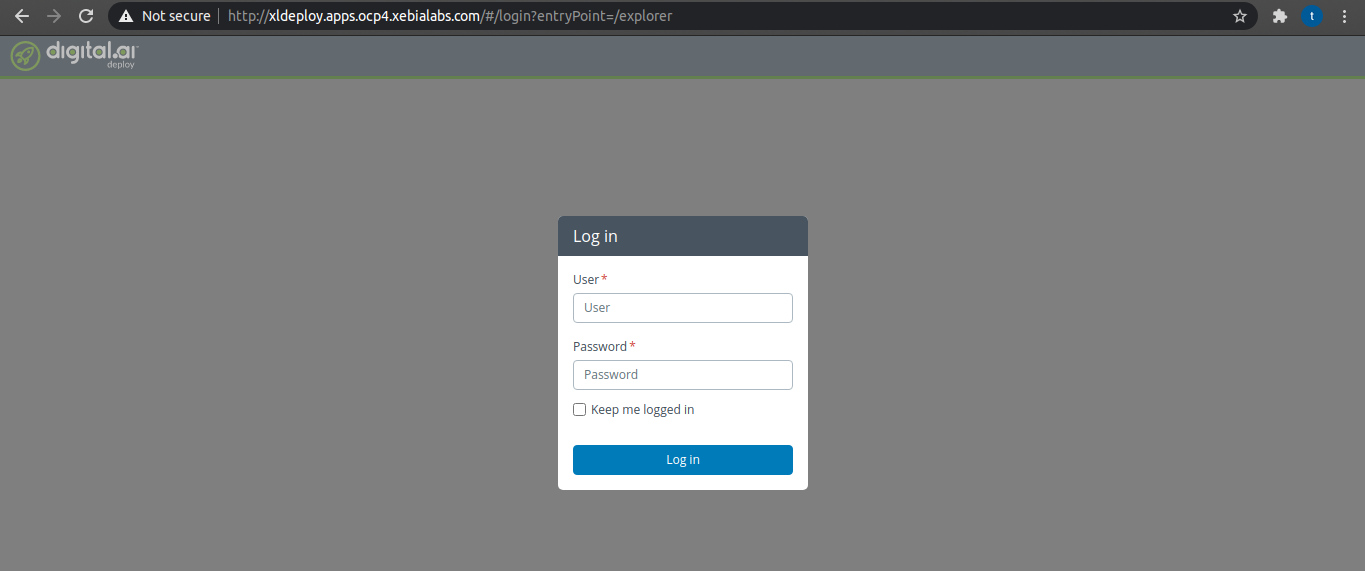 Not secure | http://xldeploy.apps.ocp4.xebialabs.com/#/login?entryPoint=/explorer
t
digital.ai
deploy
Log in
User *
User
Password *
Password
Keep me logged in
Log in